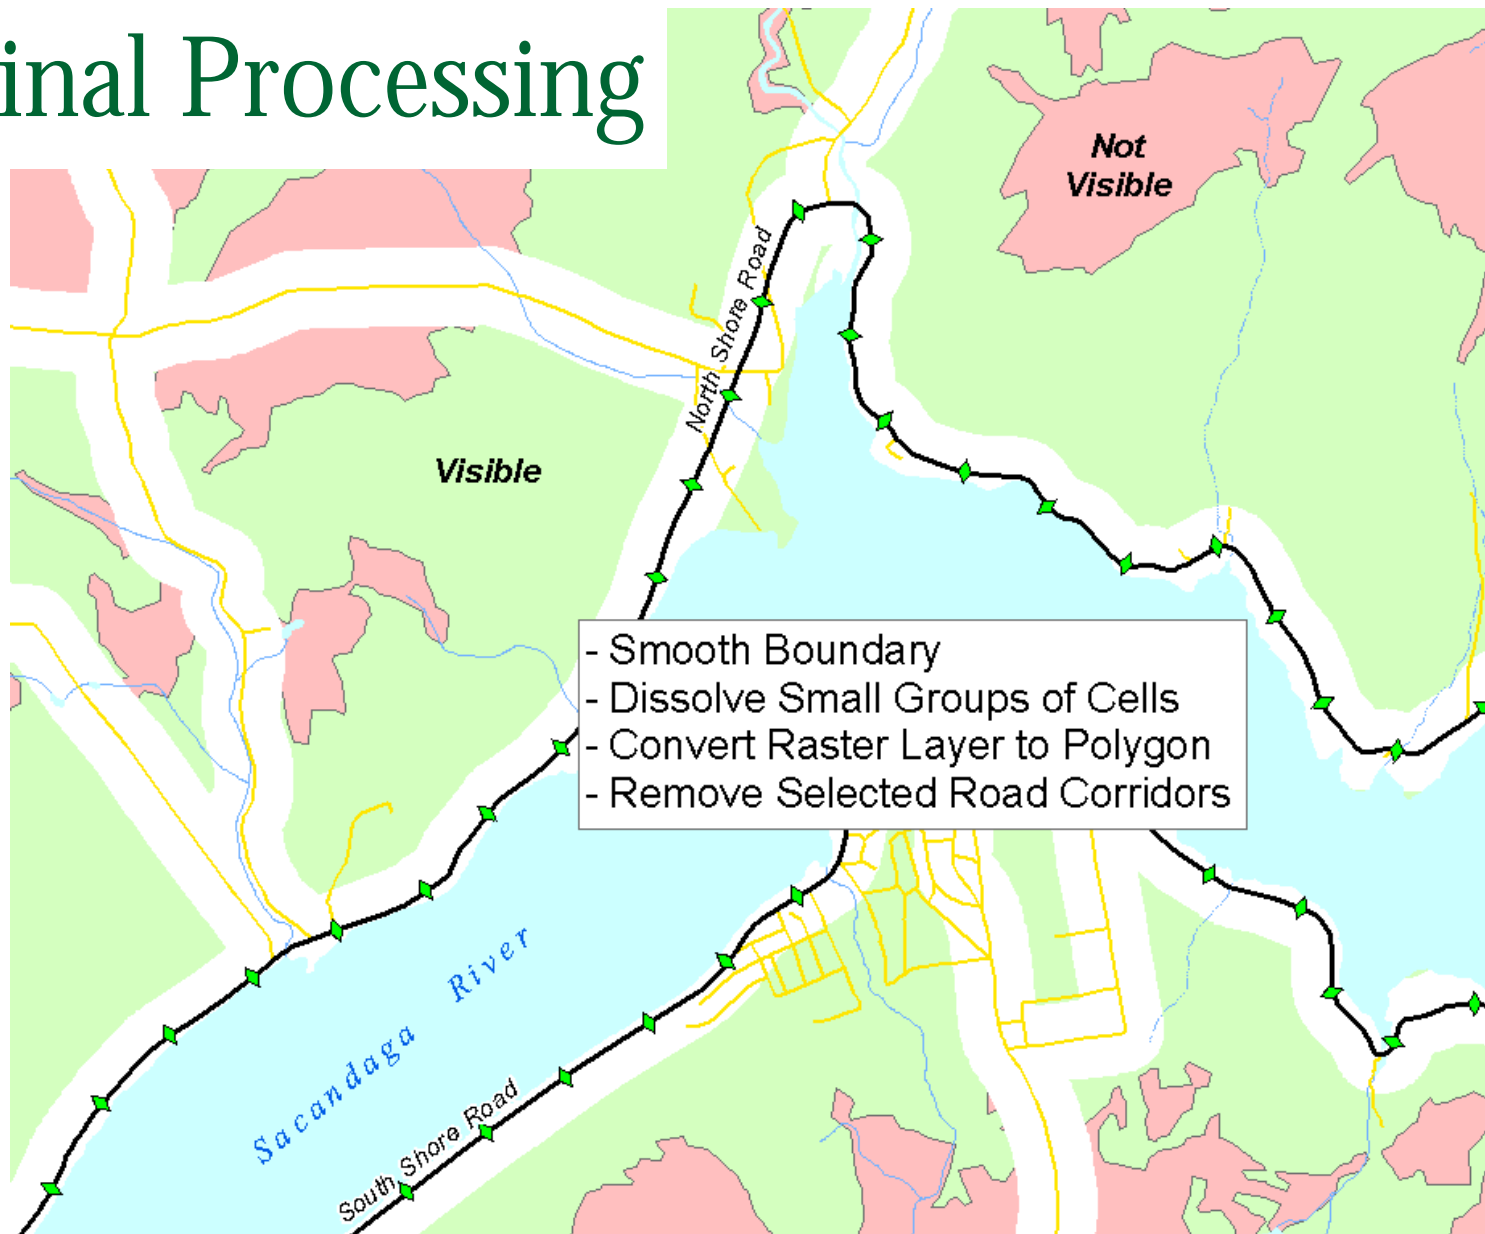 inal Processing
Not
Visible
North Shore Road
Visible
- Smooth Boundary
- Dissolve Small Groups of Cells
- Convert Raster Layer to Polygon
- Remove Selected Road Corridors
Sacandaga River
South Shore Road